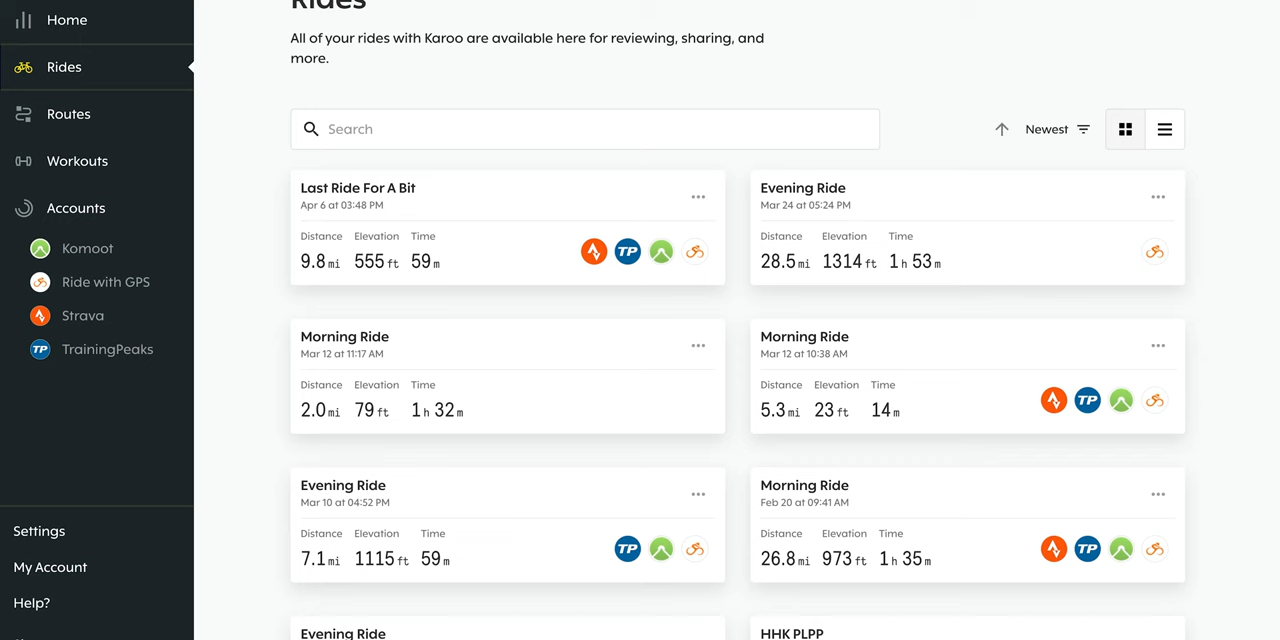 Rides
Home
All of your rides with Karoo are available here for reviewing, sharing, and
more.
Rides
Routes
Workouts
Accounts
Komoot
Ride with GPS
Strava
TP TrainingPeaks
Settings
My Account
Help?
Search
Newest
Last Ride For A Bit
Apr 6 at 03:48 PM
Distance Elevation Time
9.8 mi 555 ft 59 m
TP
Evening Ride
Mar 24 at 05:24 PM
Distance Elevation Time
28.5 mi 1314 ft 1 h 53 m
Morning Ride
Mar 12 at 11:17 AM
Distance Elevation Time
2.0 mi 79 ft 1 h 32 m
Morning Ride
Mar 12 at 10:38 AM
Distance Elevation Time
5.3 mi 23 ft 14 m
TP
Evening Ride
Mar 10 at 04:52 PM
Distance Elevation Time
7.1 mi 1115 ft 59 m
TP
Morning Ride
Feb 20 at 09:41 AM
Distance Elevation Time
26.8 mi 973 ft 1 h 35 m
TP
Evening Ride
HHK PLPP